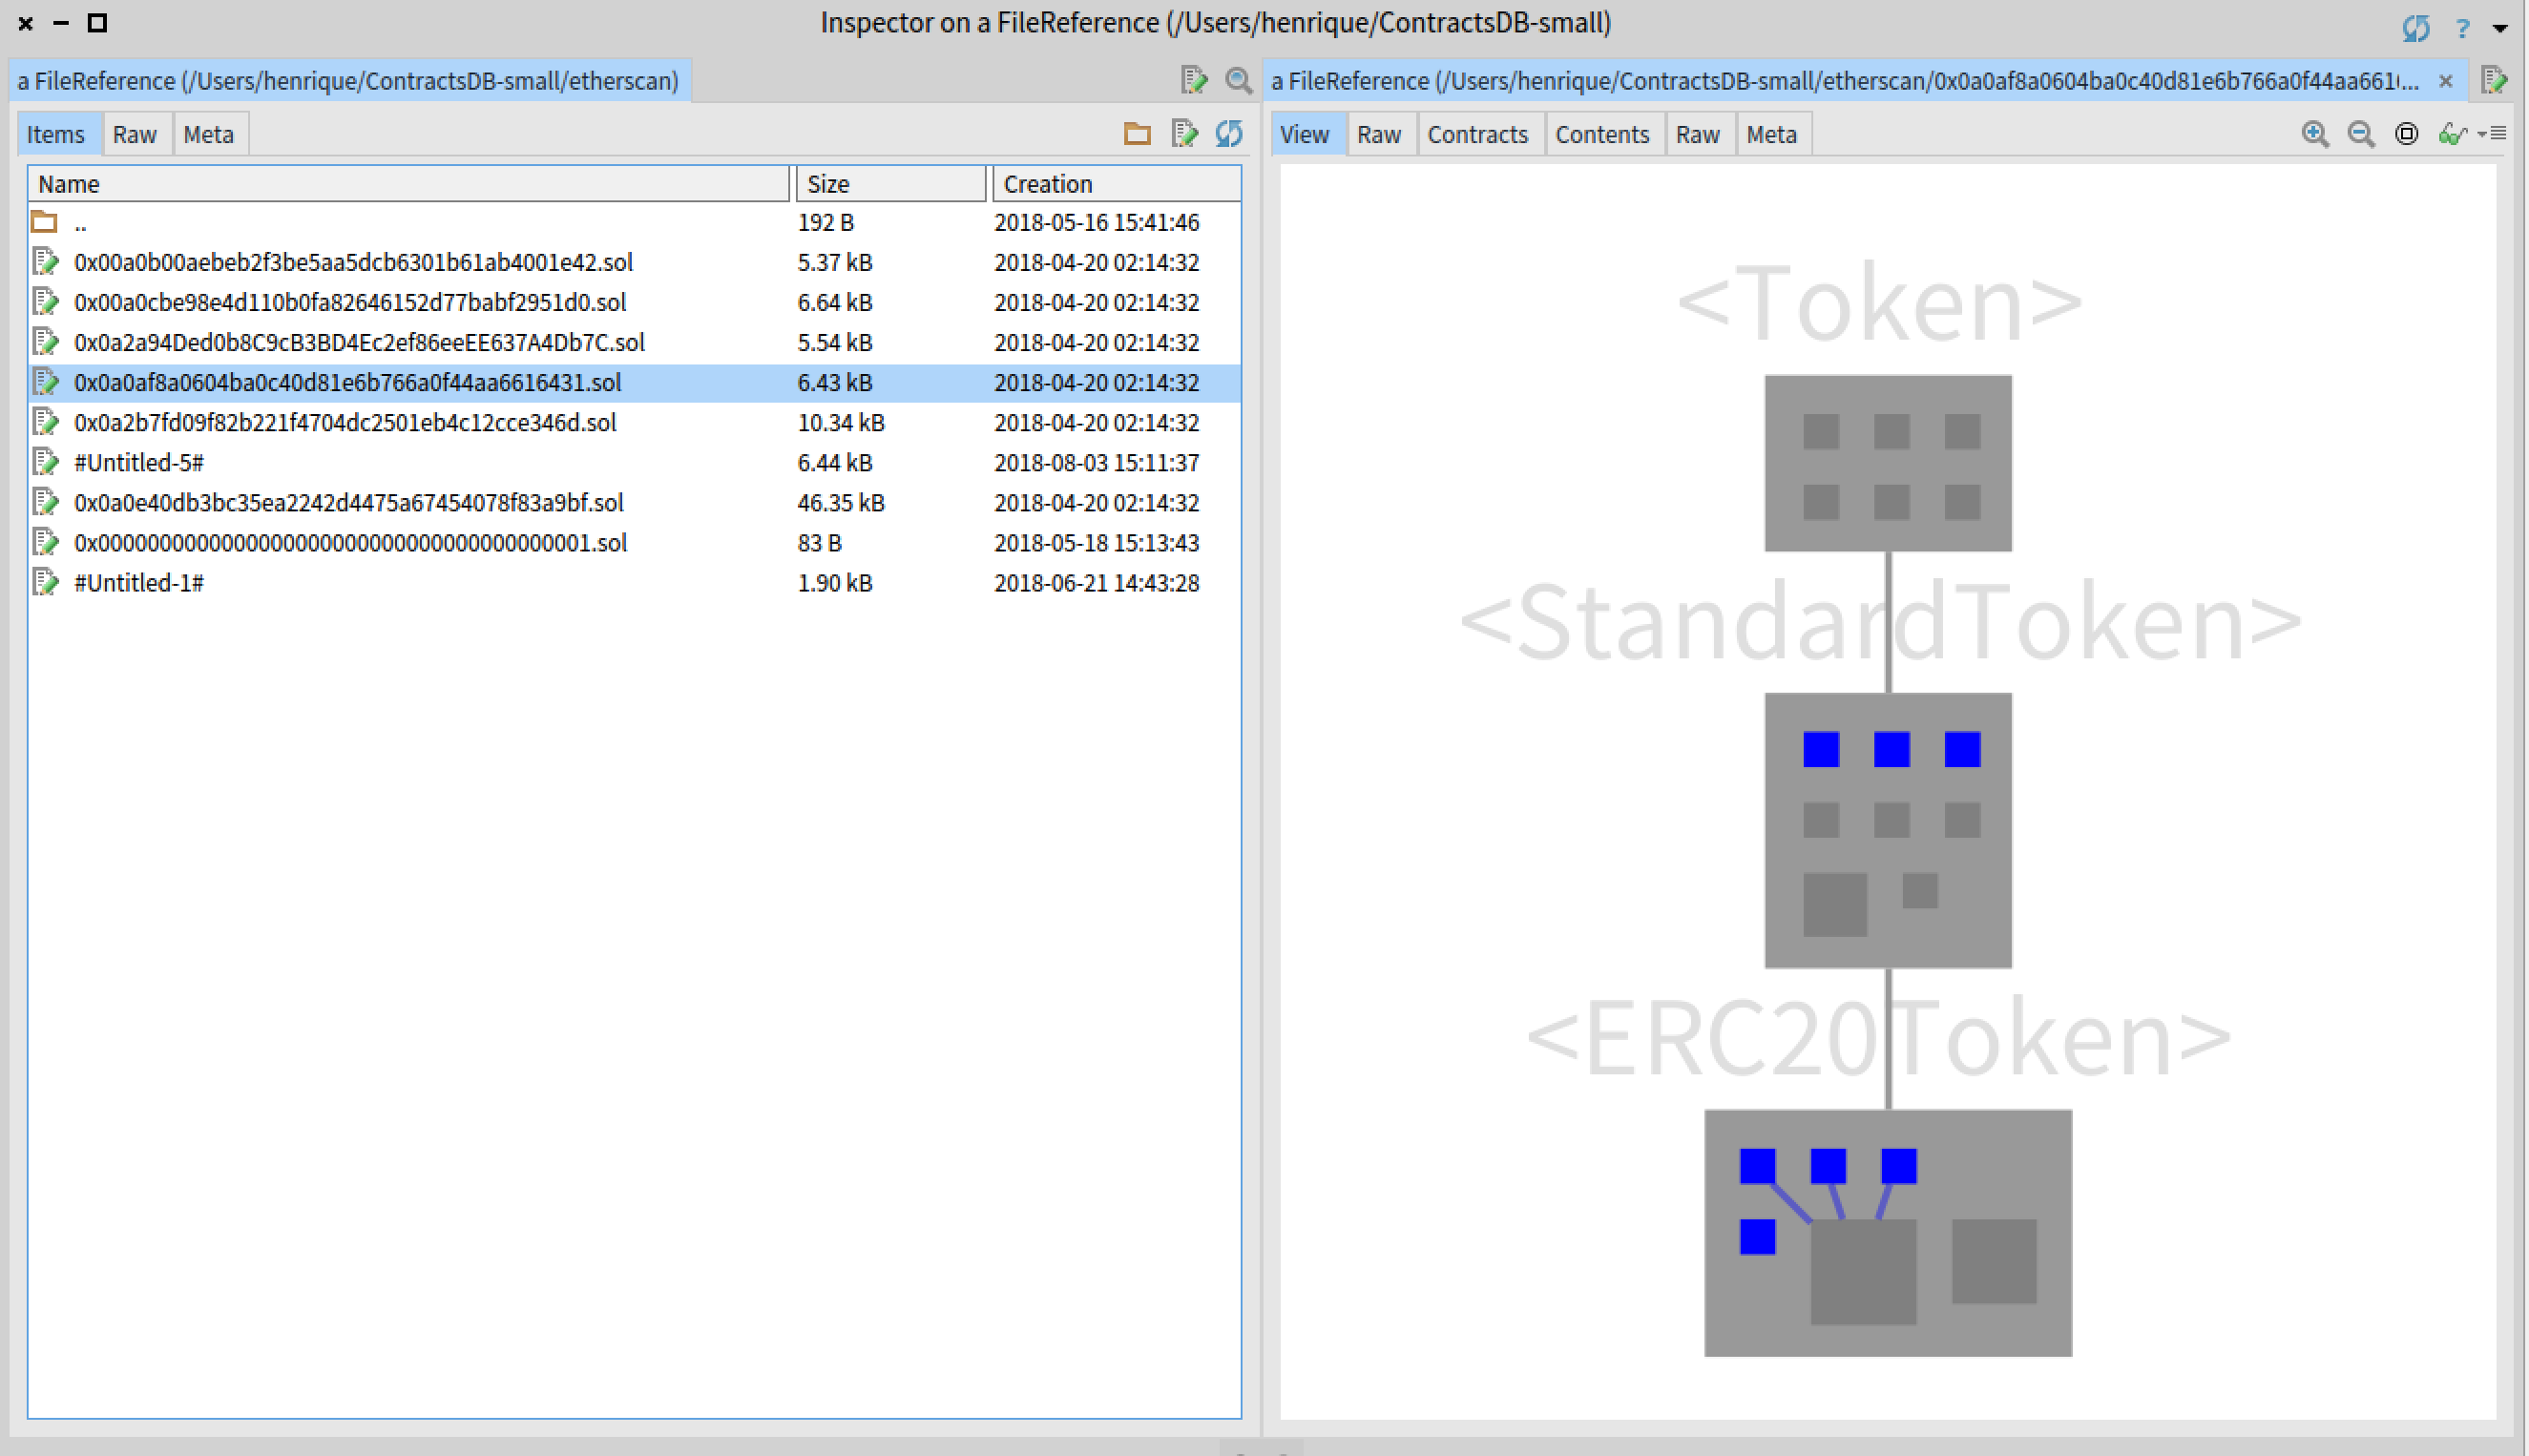 Inspector on a FileReference (/Users/henrique/ContractsDB-small)
?
a FileReference (/Users/henrique/ContractsDB-small/etherscan)
Items Raw Meta
Name Size Creation
.. 192 B 2018-05-16 15:41:46
0x00a0b00aebeb2f3be5aa5dcb6301b61ab4001e42.sol 5.37 kB 2018-04-20 02:14:32
0x00a0cbe98e4d110b0fa82646152d77babf2951d0.sol 6.64 kB 2018-04-20 02:14:32
0x0a2a94Ded0b8C9cB3BD4Ec2ef86eeEE637A4Db7C.sol 5.54 kB 2018-04-20 02:14:32
0x0a0af8a0604ba0c40d81e6b766a0f44aa6616431.sol 6.43 kB 2018-04-20 02:14:32
0x0a2b7fd09f82b221f4704dc2501eb4c12cce346d.sol 10.34 kB 2018-04-20 02:14:32
#Untitled-5# 6.44 kB 2018-08-03 15:11:37
0x0a0e40db3bc35ea2242d4475a67454078f83a9bf.sol 46.35 kB 2018-04-20 02:14:32
0x0000000000000000000000000000000000000001.sol 83 B 2018-05-18 15:13:43
#Untitled-1# 1.90 kB 2018-06-21 14:43:28
a FileReference (/Users/henrique/ContractsDB-small/etherscan/0x0a0af8a0604ba0c40d81e6b766a0f44aa661...
View Raw Contracts Contents Raw Meta
<Token>
<StandardToken>
<ERC20Token>